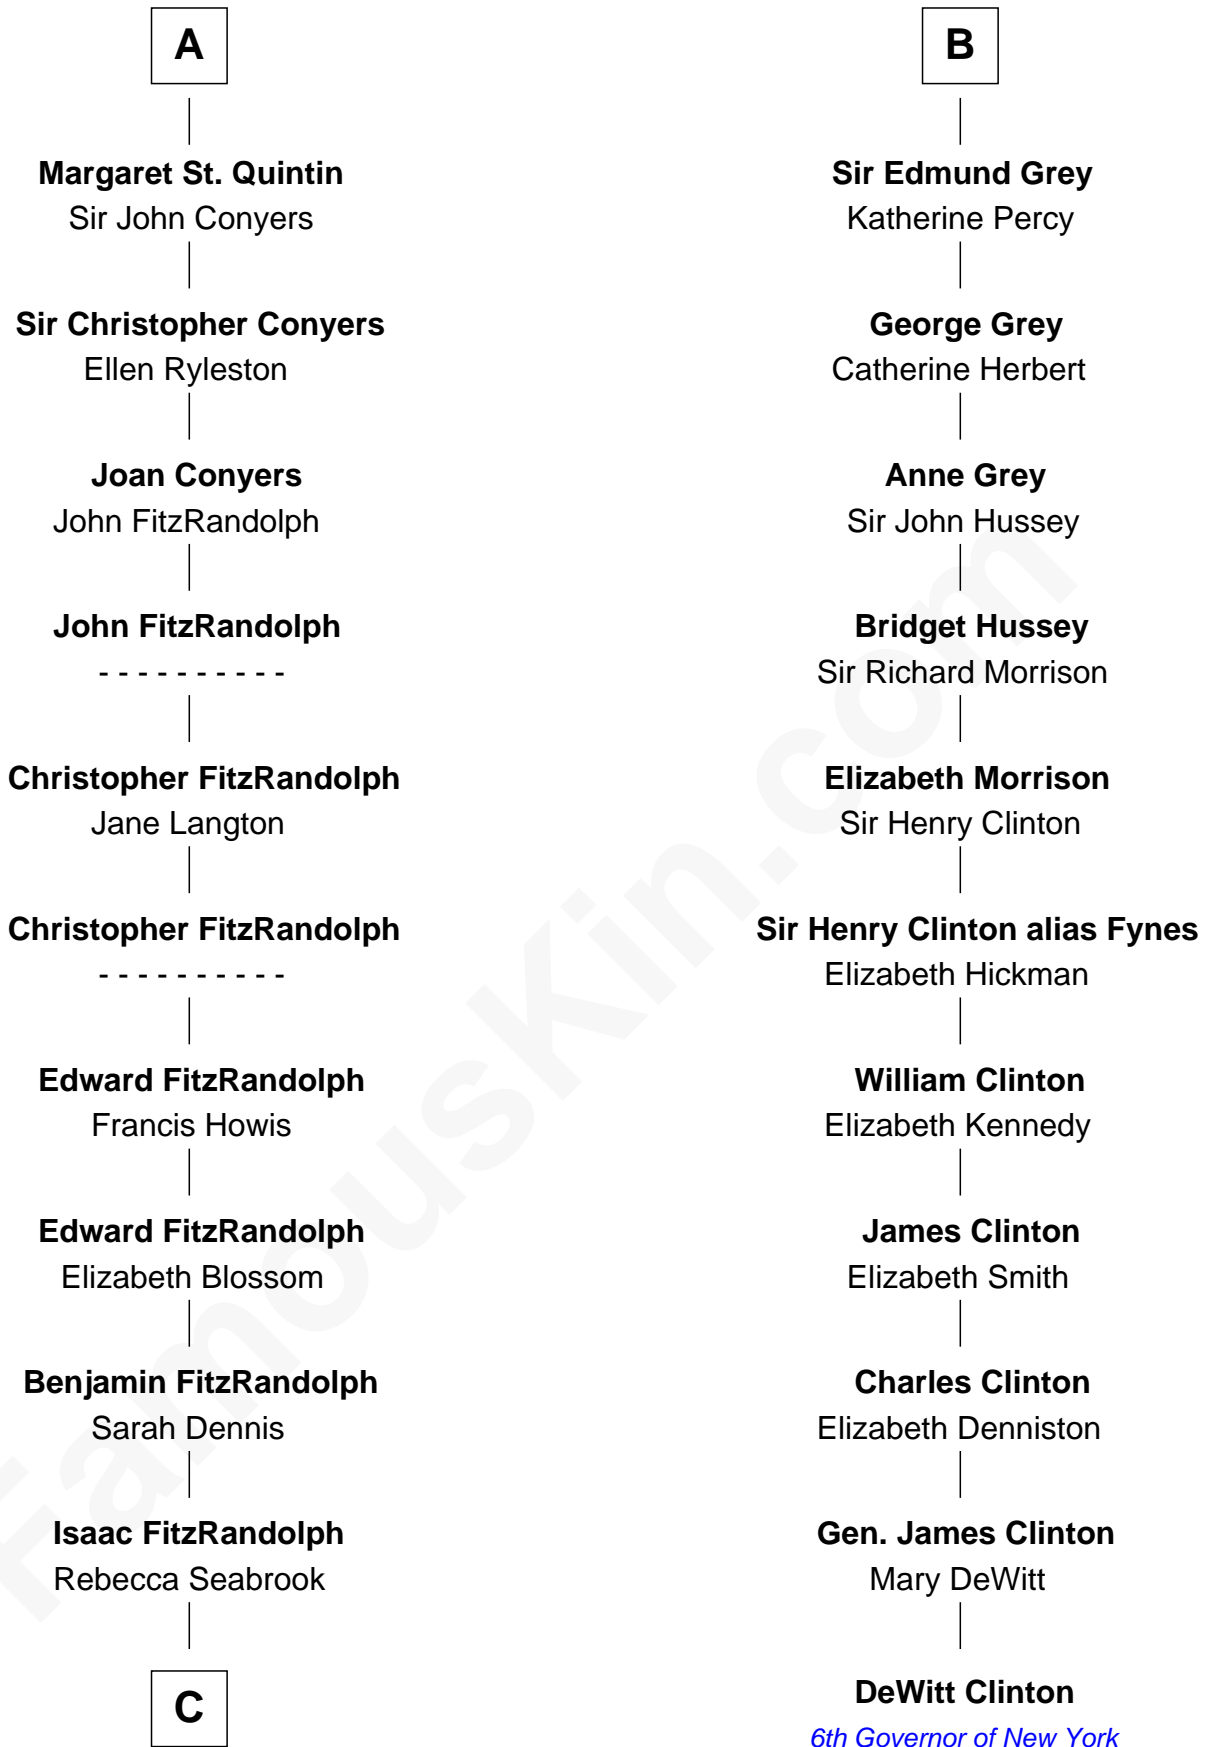 A
Margaret St. Quintin
Sir John Conyers
Sir Christopher Conyers
Ellen Ryleston
Joan Conyers
John FitzRandolph
John FitzRandolph
- - - - - - - - - -
Christopher FitzRandolph
Jane Langton
Christopher FitzRandolph
- - - - - - - - - -
Edward FitzRandolph
Francis Howis
Edward FitzRandolph
Elizabeth Blossom
Benjamin FitzRandolph
Sarah Dennis
Isaac FitzRandolph
Rebecca Seabrook
C
B
Sir Edmund Grey
Katherine Percy
George Grey
Catherine Herbert
Anne Grey
Sir John Hussey
Bridget Hussey
Sir Richard Morrison
Elizabeth Morrison
Sir Henry Clinton
Sir Henry Clinton alias Fynes
Elizabeth Hickman
William Clinton
Elizabeth Kennedy
James Clinton
Elizabeth Smith
Charles Clinton
Elizabeth Denniston
Gen. James Clinton
Mary DeWitt
DeWitt Clinton
6th Governor of New York
FamousKin.com